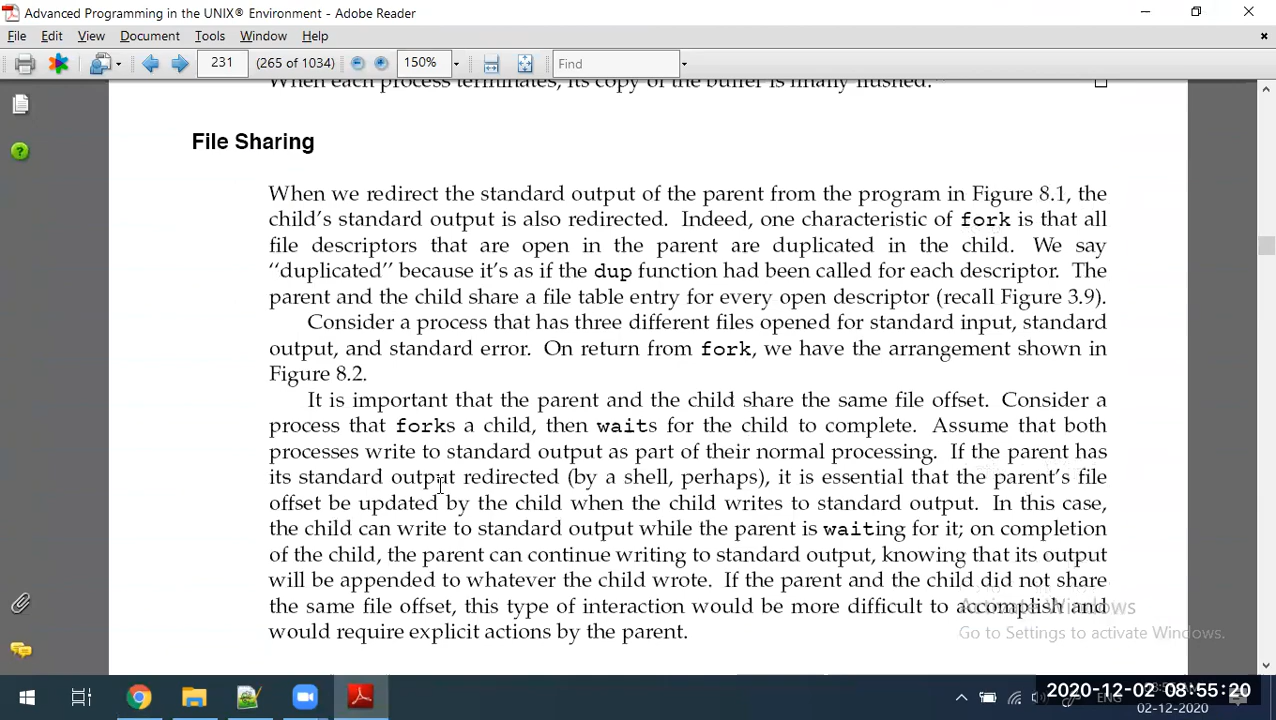 Advanced Programming in the UNIX® Environment - Adobe Reader
File Edit View Document Tools Window Help
231 (265 of 1034) 150% Find
When each process terminates, its copy of the buffer is finally flushed.
File Sharing
When we redirect the standard output of the parent from the program in Figure 8.1, the
child's standard output is also redirected. Indeed, one characteristic of fork is that all
file descriptors that are open in the parent are duplicated in the child. We say
‘‘duplicated’’ because it's as if the dup function had been called for each descriptor. The
parent and the child share a file table entry for every open descriptor (recall Figure 3.9).
Consider a process that has three different files opened for standard input, standard
output, and standard error. On return from fork, we have the arrangement shown in
Figure 8.2.
It is important that the parent and the child share the same file offset. Consider a
process that forks a child, then waits for the child to complete. Assume that both
processes write to standard output as part of their normal processing. If the parent has
its standard output redirected (by a shell, perhaps), it is essential that the parent's file
offset be updated by the child when the child writes to standard output. In this case,
the child can write to standard output while the parent is waiting for it; on completion
of the child, the parent can continue writing to standard output, knowing that its output
will be appended to whatever the child wrote. If the parent and the child did not share
the same file offset, this type of interaction would be more difficult to accomplish and
would require explicit actions by the parent.
Activate Windows
Go to Settings to activate Windows.
2020-12-02 08:55:20
ENG
02-12-2020